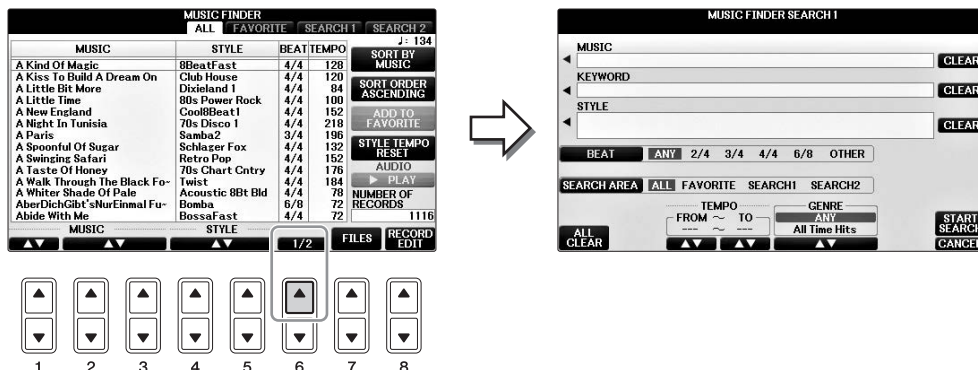 MUSIC FINDER
ALL FAVORITE SEARCH 1 SEARCH 2
MUSIC STYLE BEAT TEMPO
A Kind Of Magic 8BeatFast 4/4 128
A Kiss To Build A Dream On Club House 4/4 120
A Little Bit More Dixieland 1 4/4 84
A Little Time 80s Power Rock 4/4 100
A New England Cool8Beat1 4/4 152
A Night In Tunisia 70s Disco 1 4/4 218
A Paris Samba2 3/4 196
A Spoonful Of Sugar Schlager Fox 4/4 132
A Swinging Safari Retro Pop 4/4 152
A Taste Of Honey 70s Chart Cntry 4/4 176
A Walk Through The Black Fo~ Twist 4/4 184
A Whiter Shade Of Pale Acoustic 8Bt Bld 4/4 78
AberDichGibt'sNurEinmal Fu~ Bomba 6/8 72
Abide With Me BossaFast 4/4 72
♩: 134
SORT BY
MUSIC
SORT ORDER
ASCENDING
ADD TO
FAVORITE
STYLE TEMPO
RESET
AUDIO
▶ PLAY
NUMBER OF
RECORDS
1116
MUSIC STYLE
▲▼ ▲▼ ▲▼ 1/2 FILES RECORD
EDIT
1 2 3 4 5 6 7 8
MUSIC FINDER SEARCH 1
MUSIC
CLEAR
KEYWORD
CLEAR
STYLE
CLEAR
BEAT ANY 2/4 3/4 4/4 6/8 OTHER
SEARCH AREA ALL FAVORITE SEARCH1 SEARCH2
TEMPO GENRE
FROM ~ TO ANY
--- ~ --- All Time Hits
ALL
CLEAR
▲▼ ▲▼ ▲▼
START
SEARCH
CANCEL